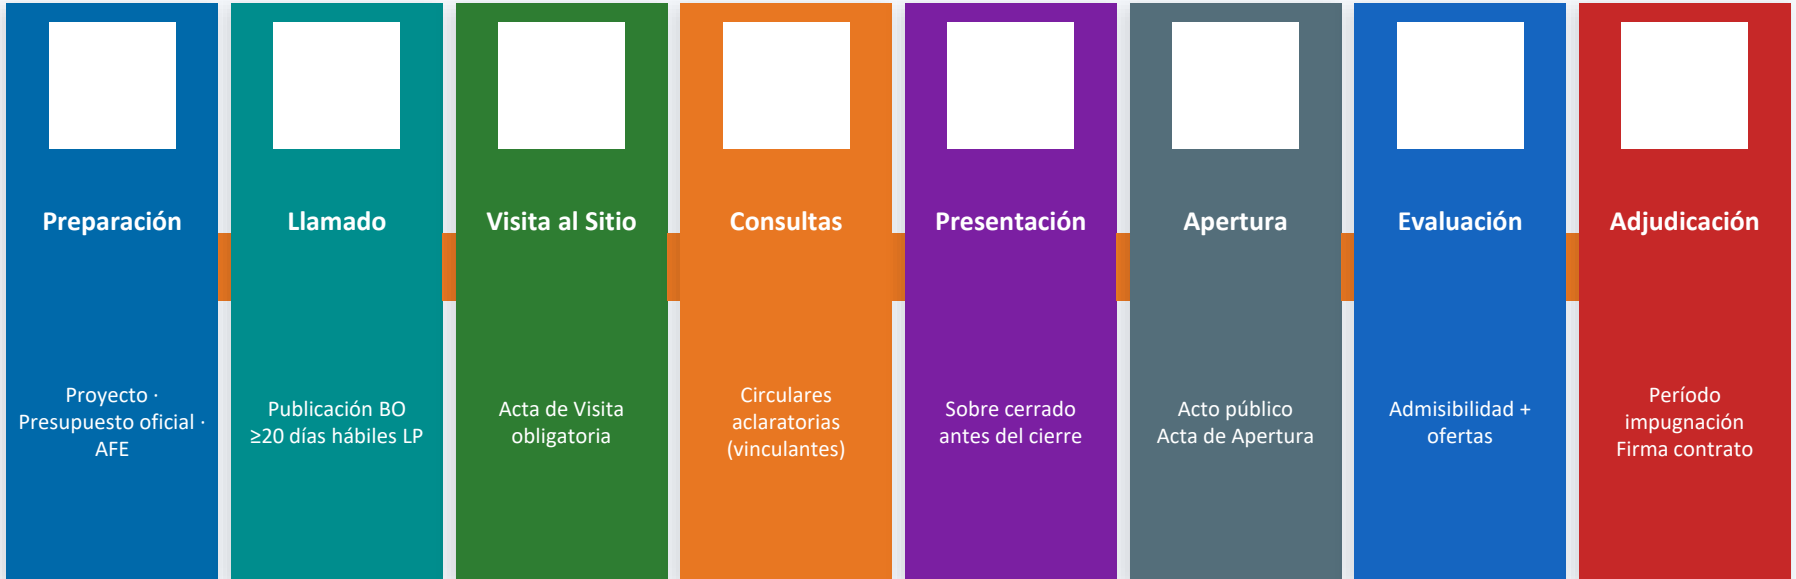 Preparación
Proyecto ·
Presupuesto oficial ·
AFE
Llamado
Publicación BO
≥20 días hábiles LP
Visita al Sitio
Acta de Visita
obligatoria
Consultas
Circulares
aclaratorias
(vinculantes)
Presentación
Sobre cerrado
antes del cierre
Apertura
Acto público
Acta de Apertura
Evaluación
Admisibilidad +
ofertas
Adjudicación
Período
impugnación
Firma contrato